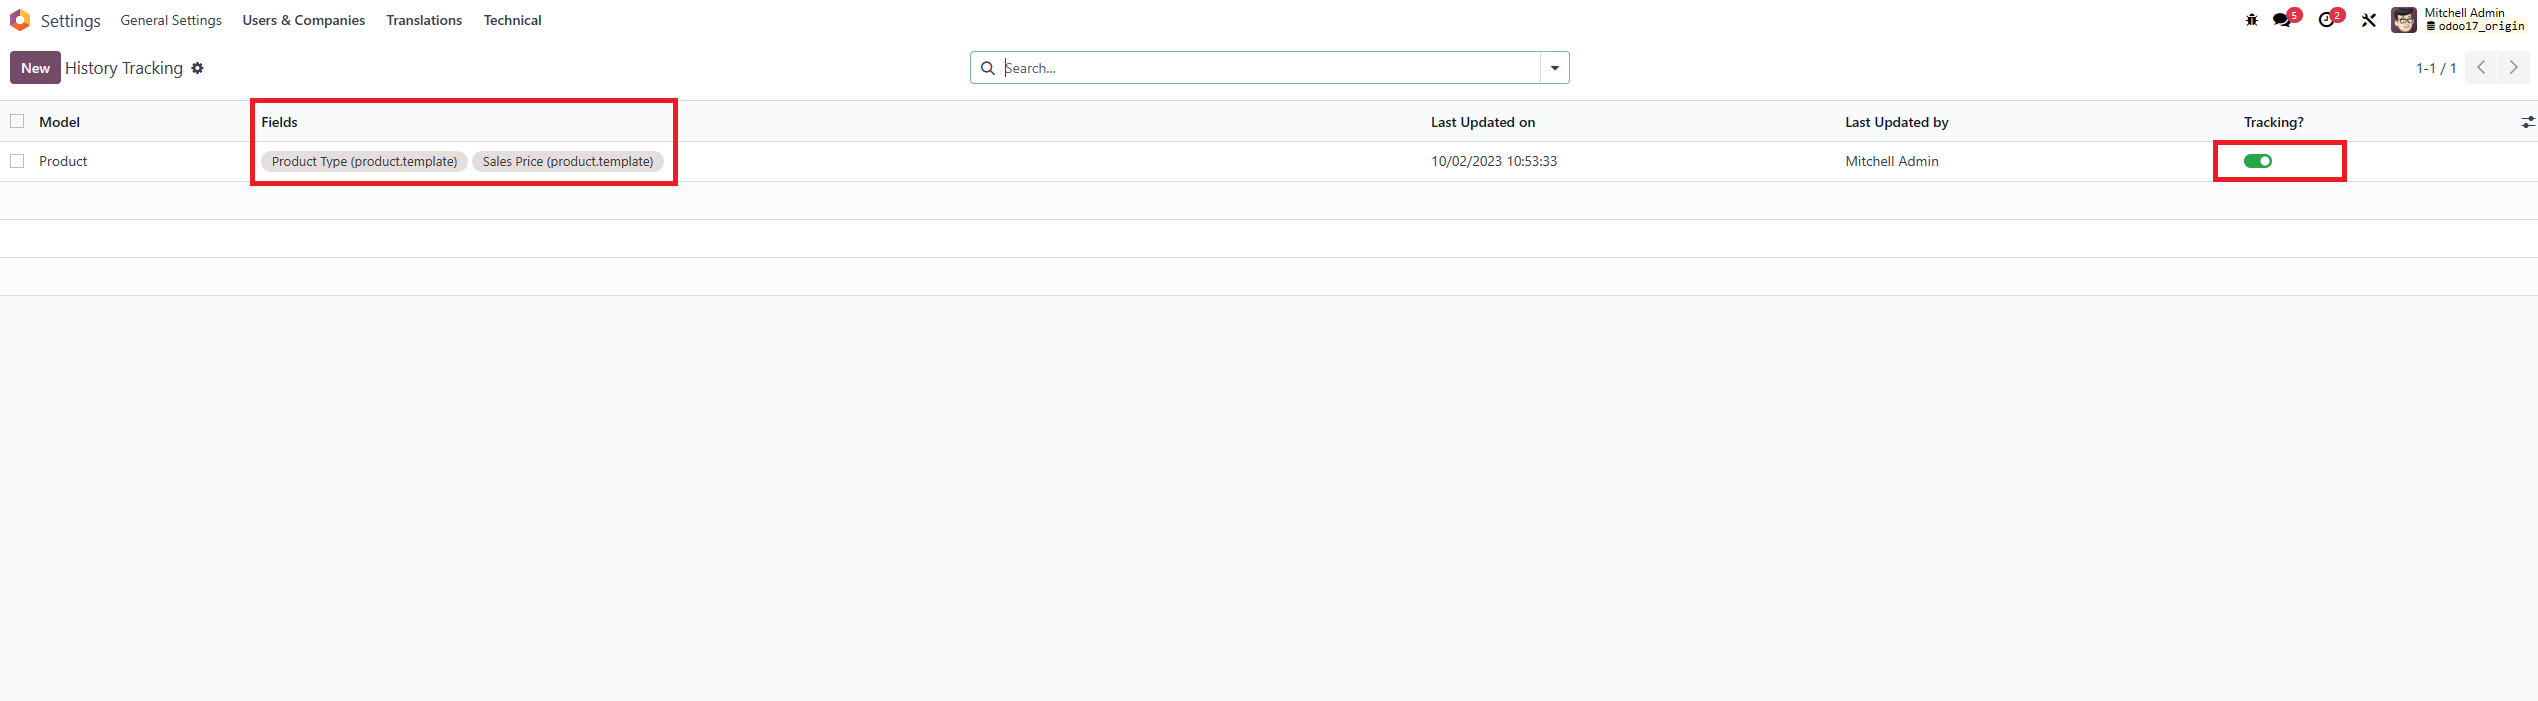 Settings General Settings Users & Companies Translations Technical 5 2 Mitchell Admin
odoo17_origin
New History Tracking Search... 1-1 / 1
Model Fields Last Updated on Last Updated by Tracking?
Product Product Type (product.template) Sales Price (product.template) 10/02/2023 10:53:33 Mitchell Admin